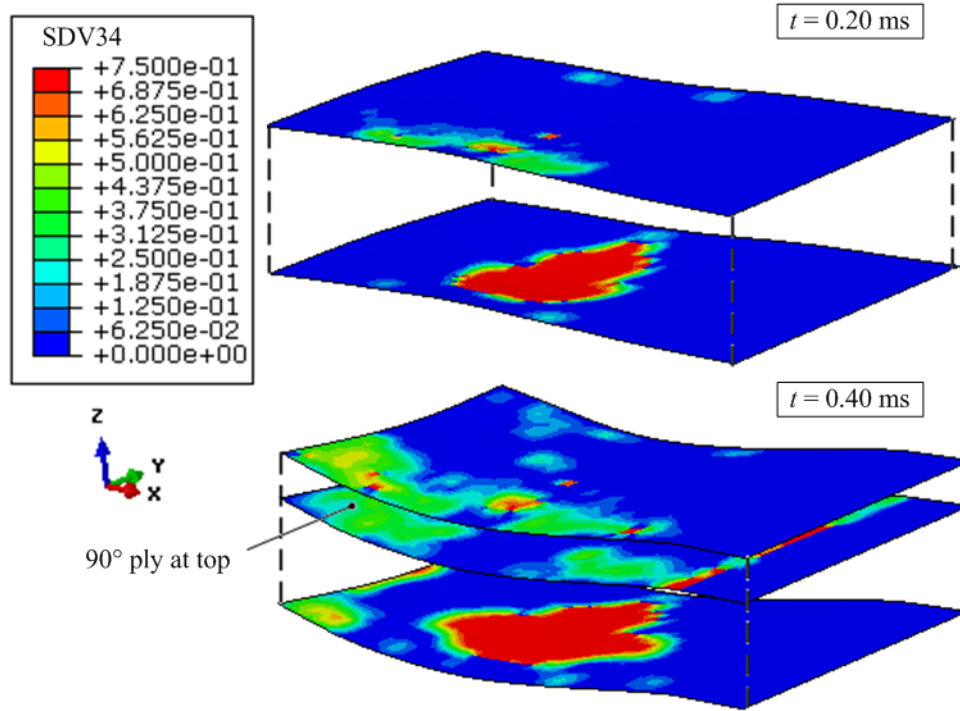 SDV34
+7.500e-01
+6.875e-01
+6.250e-01
+5.625e-01
+5.000e-01
+4.375e-01
+3.750e-01
+3.125e-01
+2.500e-01
+1.875e-01
+1.250e-01
+6.250e-02
+0.000e+00
t = 0.20 ms
t = 0.40 ms
Z
Y
X
90° ply at top